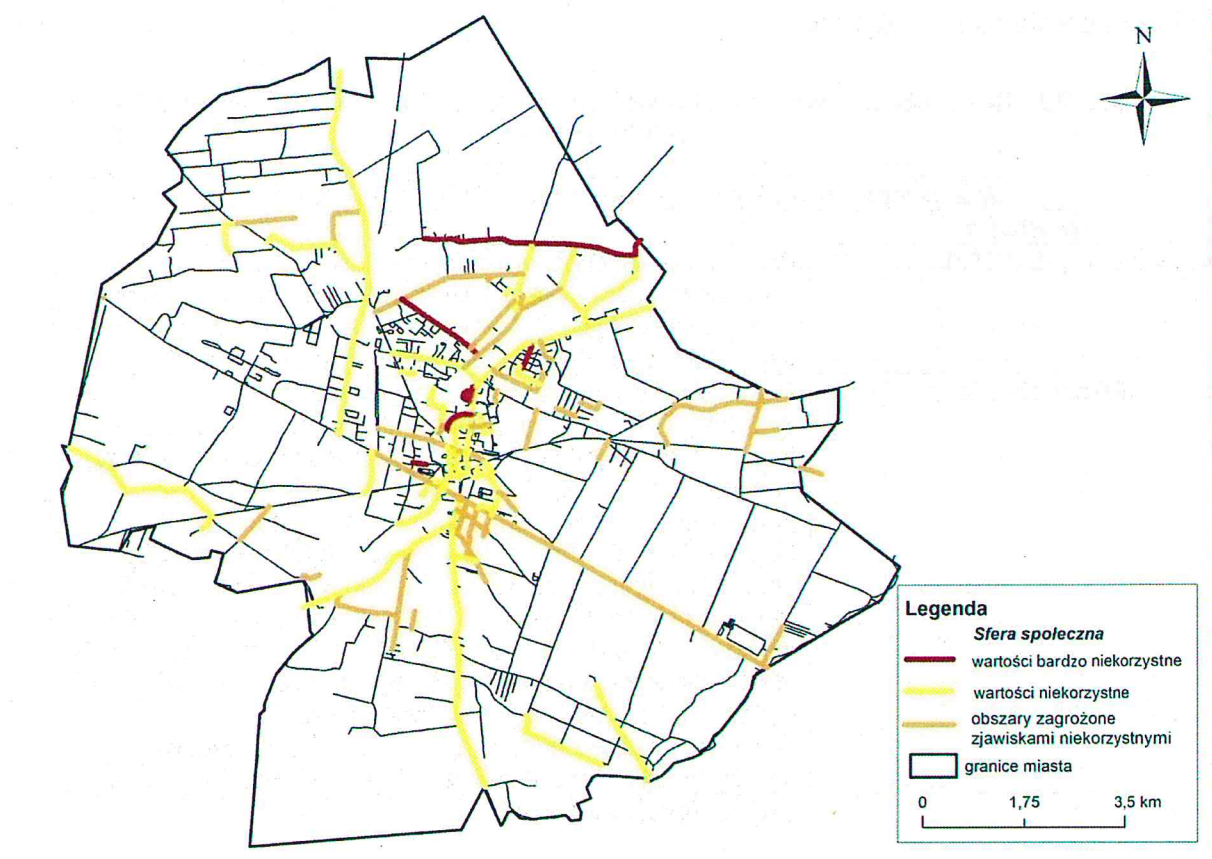 N
Legenda
Sfera społeczna
wartości bardzo niekorzystne
wartości niekorzystne
obszary zagrożone
zjawiskami niekorzystnymi
granice miasta
0 1,75 3,5 km